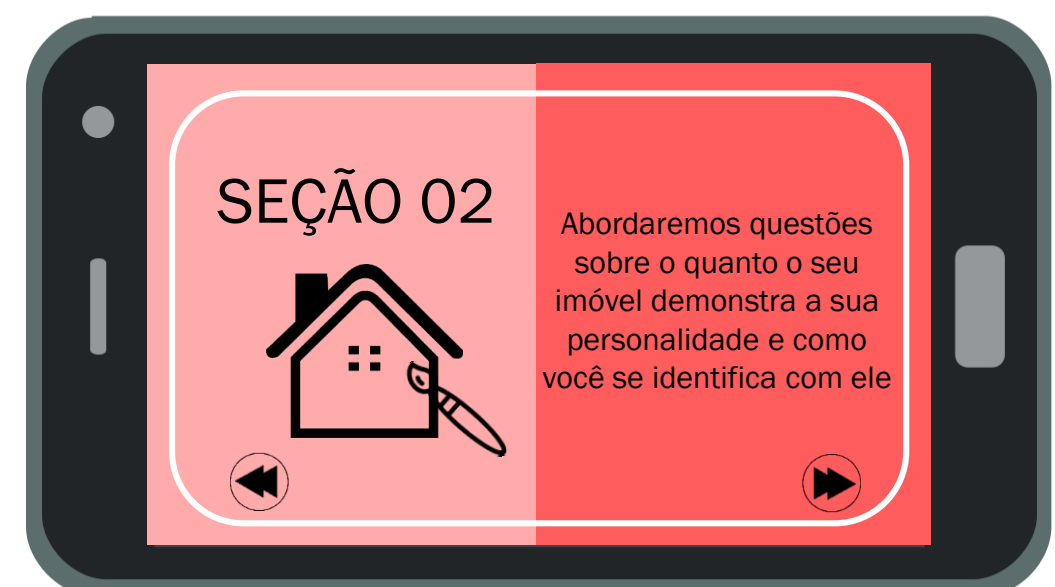 SEÇÃO 02
Abordaremos questões
sobre o quanto o seu
imóvel demonstra a sua
personalidade e como
você se identifica com ele